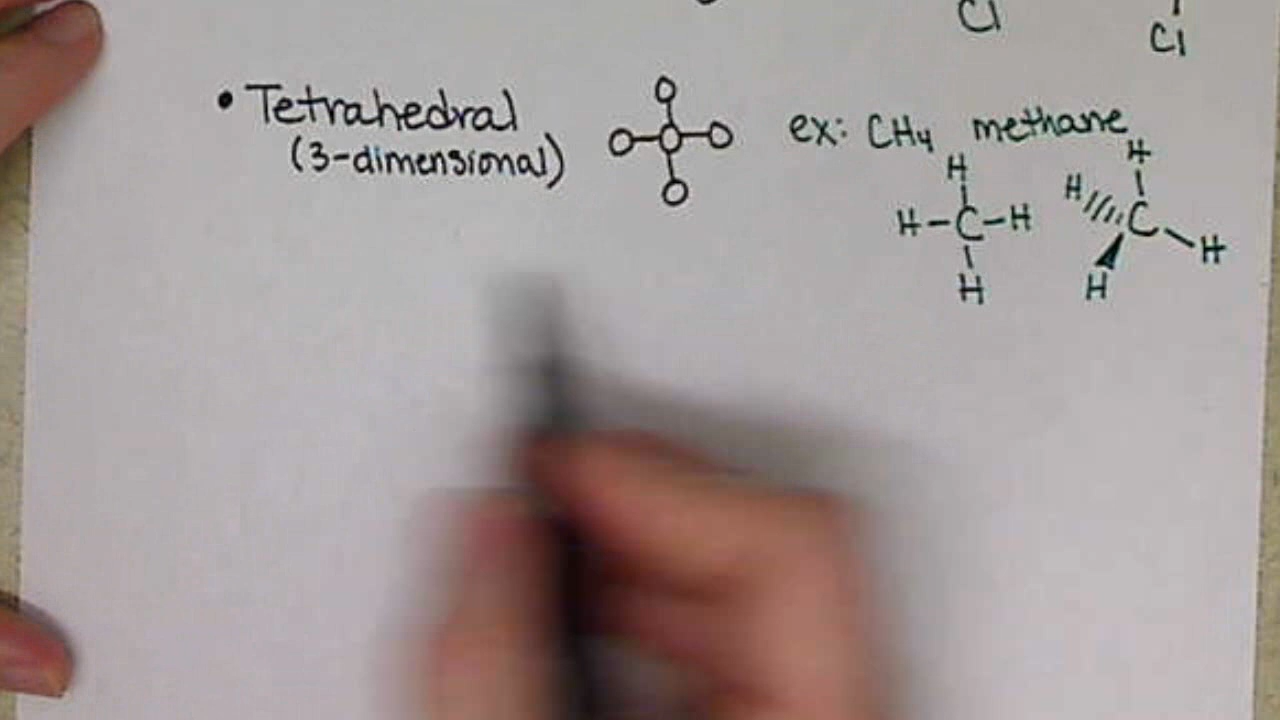 Cl
Cl
• Tetrahedral
(3-dimensional)
ex: CH4 methane
H
H-C-H
H
H
H C
H
H